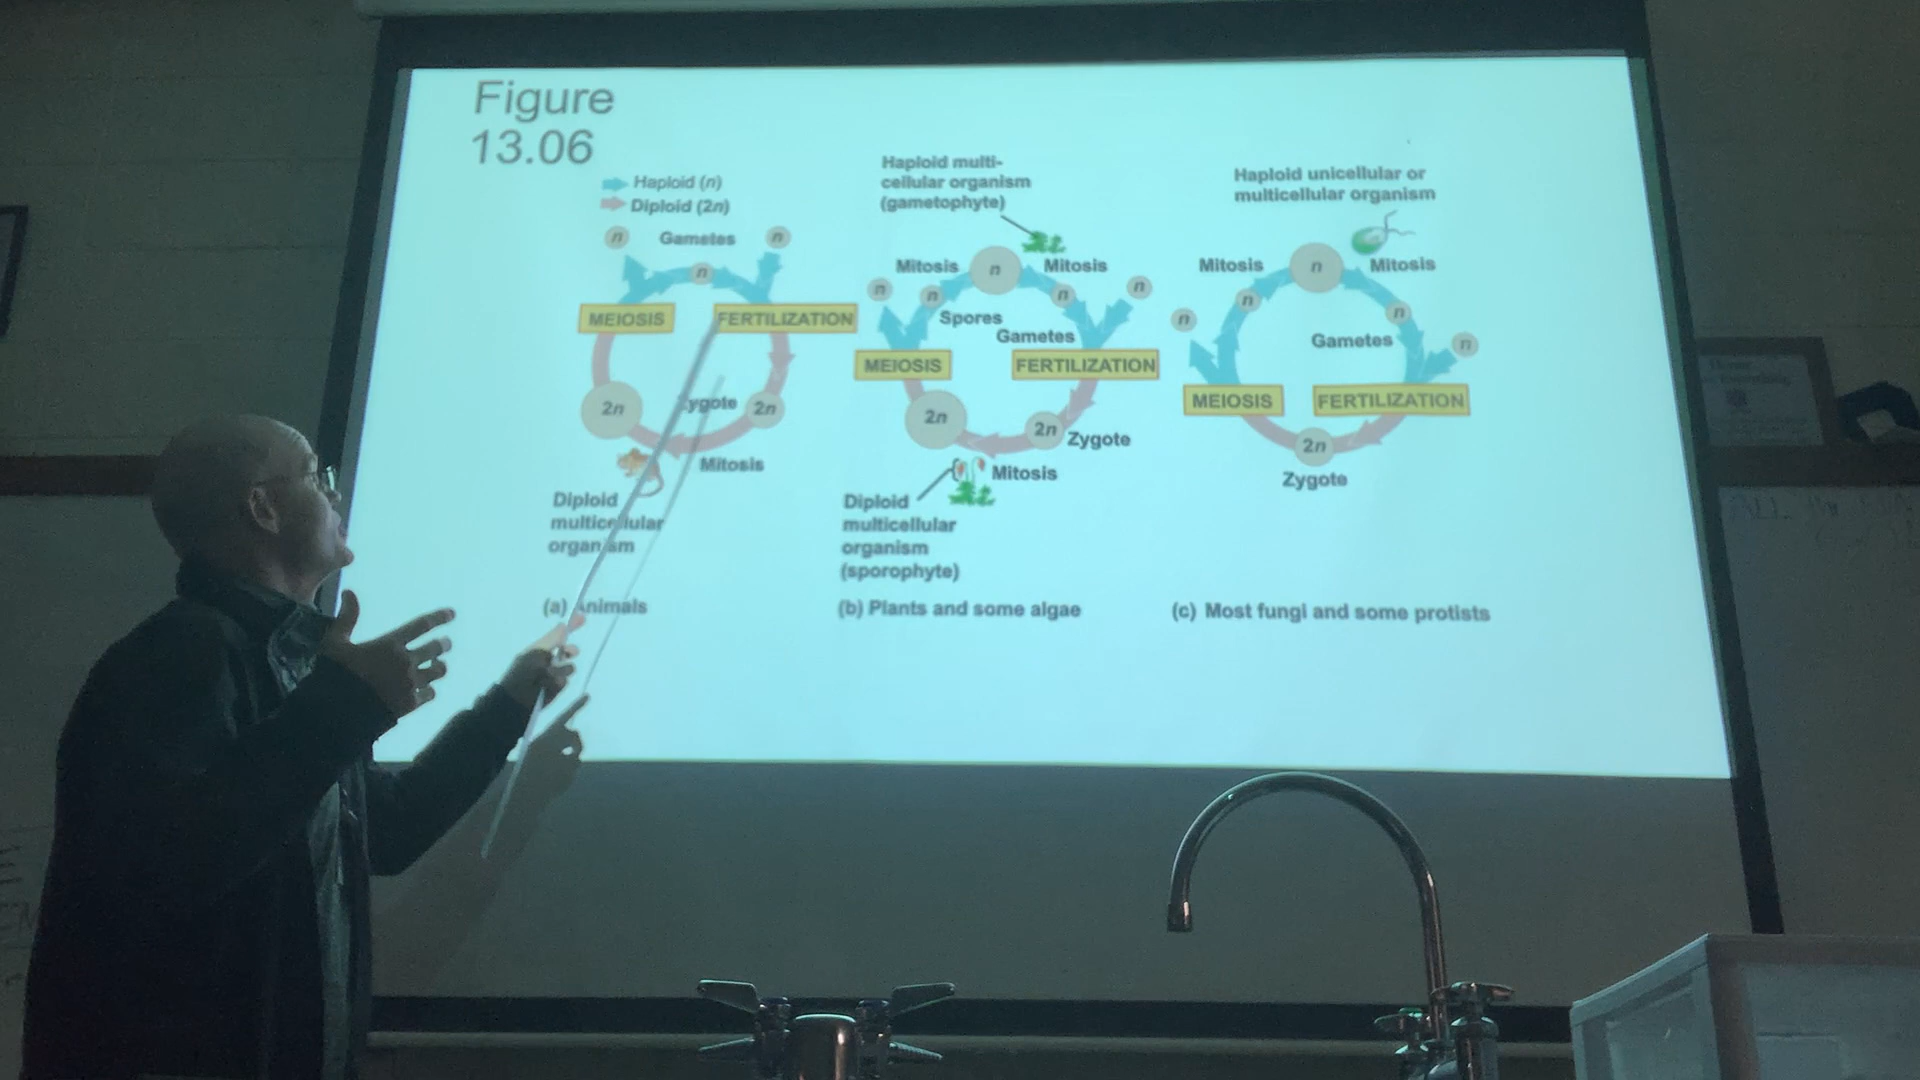 Figure
13.06
Haploid (n)
Diploid (2n)
n
Gametes
n
n
MEIOSIS
FERTILIZATION
2n
Zygote
2n
Mitosis
Diploid
multicellular
organism
(a) Animals
Haploid multi-
cellular organism
(gametophyte)
Mitosis
n
Mitosis
n
n
n
n
Spores
Gametes
MEIOSIS
FERTILIZATION
2n
2n
Zygote
Mitosis
Diploid
multicellular
organism
(sporophyte)
(b) Plants and some algae
Haploid unicellular or
multicellular organism
Mitosis
n
Mitosis
n
n
n
Gametes
n
MEIOSIS
FERTILIZATION
2n
Zygote
(c) Most fungi and some protists